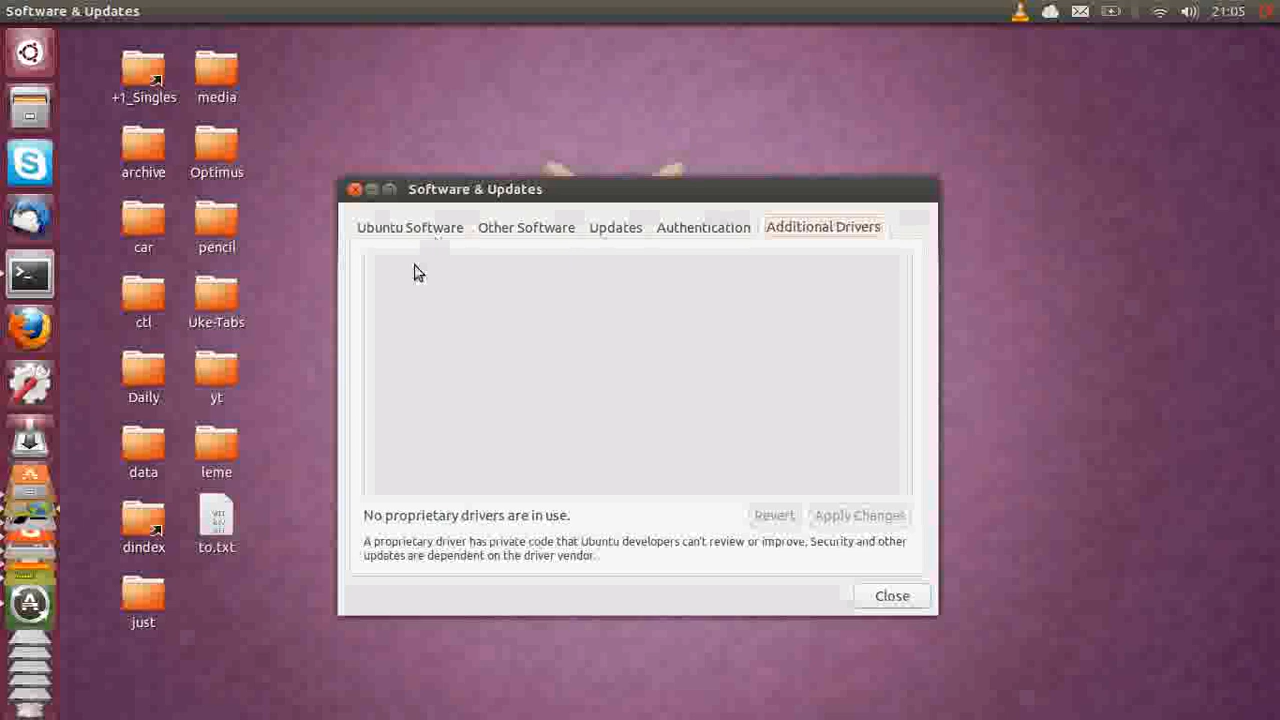 Software & Updates
21:05
+1_Singles
media
archive
Optimus
car
pencil
ctl
Uke-Tabs
Daily
yt
data
leme
dindex
to.txt
just
Software & Updates
Ubuntu Software
Other Software
Updates
Authentication
Additional Drivers
No proprietary drivers are in use.
Revert
Apply Changes
A proprietary driver has private code that Ubuntu developers can't review or improve. Security and other
updates are dependent on the driver vendor.
Close